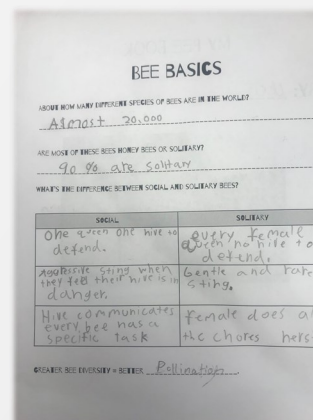 BEE BASICS
ABOUT HOW MANY DIFFERENT SPECIES OF BEES ARE IN THE WORLD?
Almost 20,000
ARE MOST OF THESE BEES HONEY BEES OR SOLITARY?
90 % are Solitary
WHAT'S THE DIFFERENCE BETWEEN SOCIAL AND SOLITARY BEES?
SOCIAL
One queen One hive to
defend.
Aggressive Sting when
they feel their hive is in
danger.
Hive communicates
every bee has a
specific Task
SOLITARY
every female
Queen no hive to
defend.
Gentle and rare
Sting.
Female does
the chores
GREATER BEE DIVERSITY = BETTER Pollination